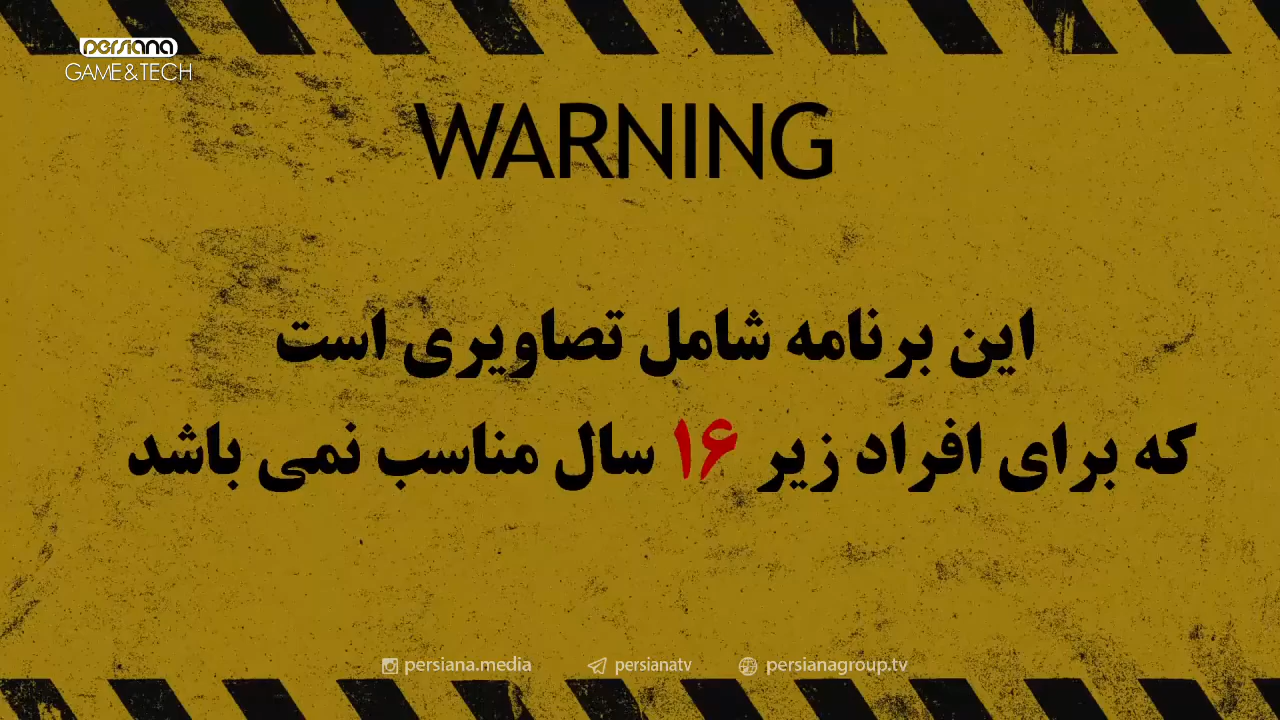 persiana
GAME&TECH
WARNING
این برنامه شامل تصاویری است
که برای افراد زیر ۱۶ سال مناسب نمی باشد
persiana.media persianatv persianagroup.tv